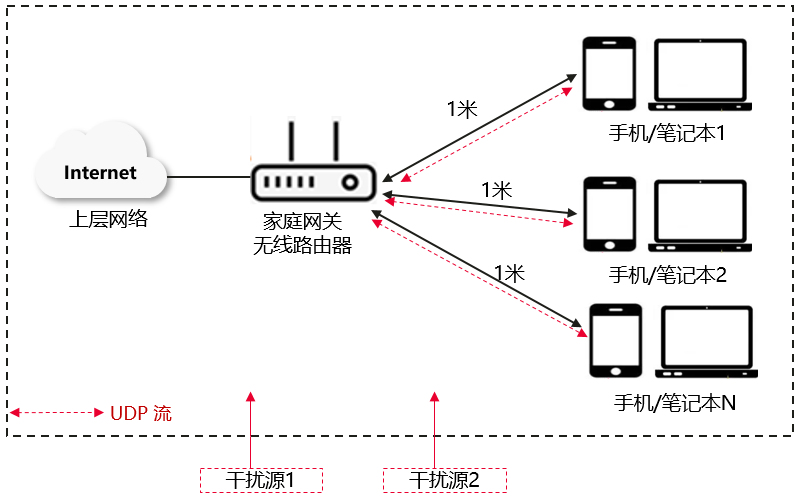 1米
手机/笔记本1
Internet
上层网络
家庭网关
无线路由器
1米
手机/笔记本2
1米
手机/笔记本N
UDP 流
干扰源1
干扰源2